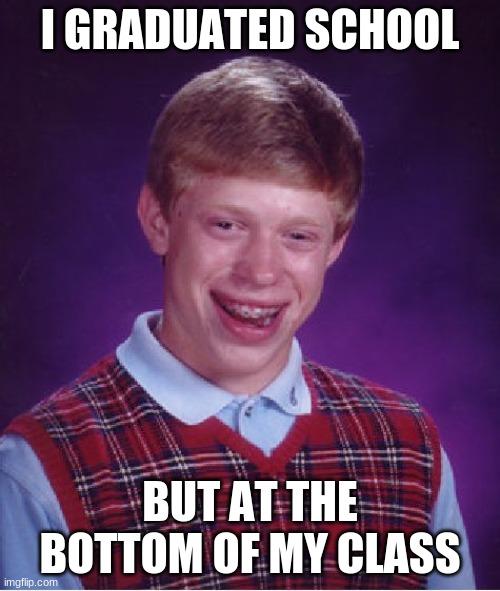 I GRADUATED SCHOOL
BUT AT THE
BOTTOM OF MY CLASS
imgflip.com